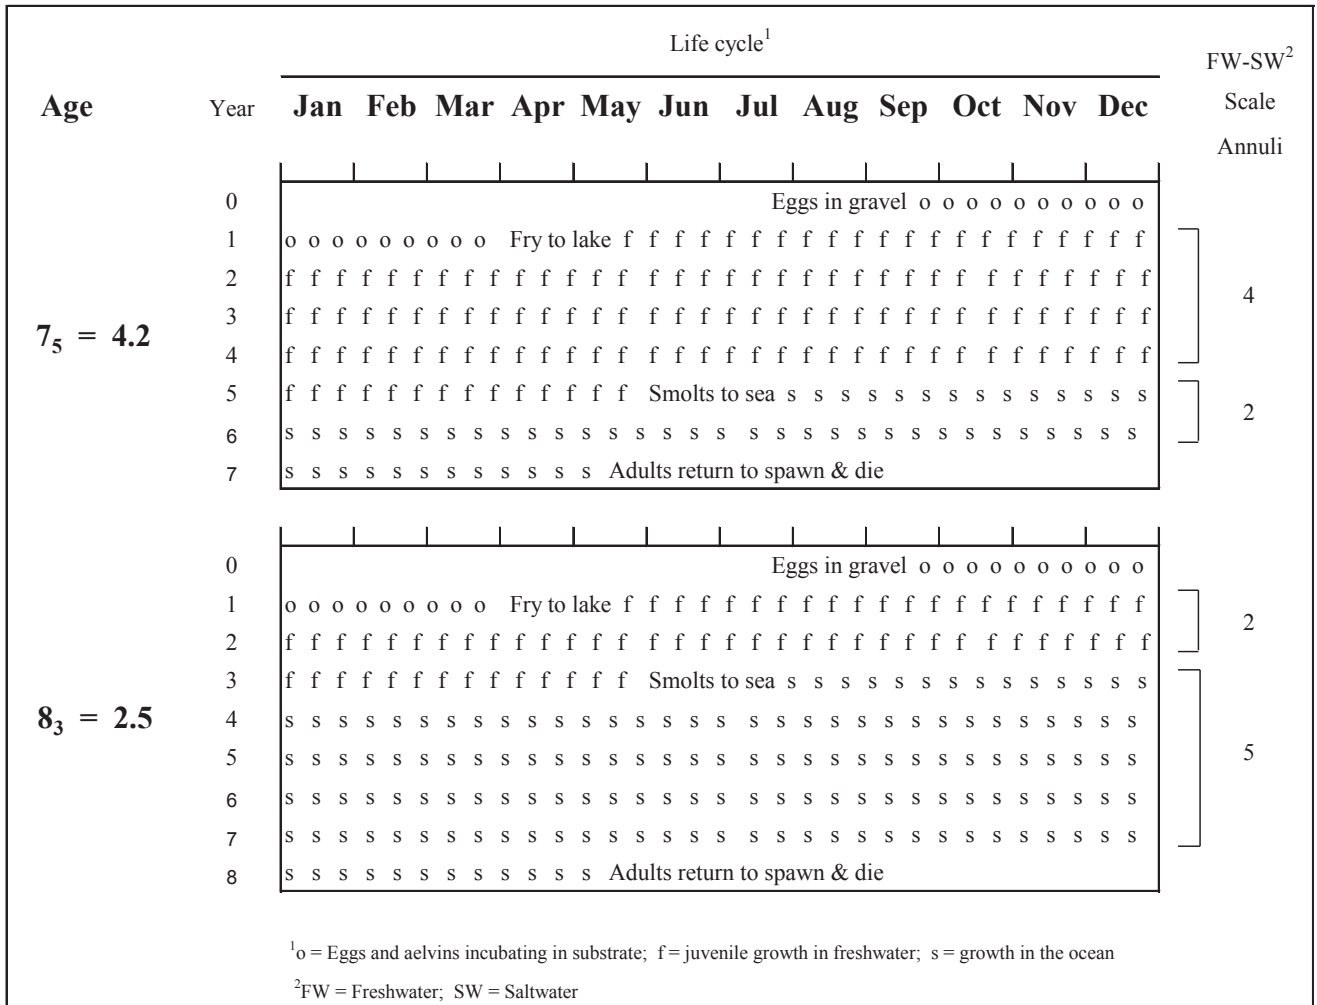 Life cycle1
FW-SW2
Age Year Jan Feb Mar Apr May Jun Jul Aug Sep Oct Nov Dec Scale
Annuli
0 Eggs in gravel o o o o o o o o o o
1 o o o o o o o o o Fry to lake f f f f f f f f f f f f f f f f f f f f f
2 f f f f f f f f f f f f f f f f f f f f f f f f f f f f f f f f f f
4
3 f f f f f f f f f f f f f f f f f f f f f f f f f f f f f f f f f f
75 = 4.2
4 f f f f f f f f f f f f f f f f f f f f f f f f f f f f f f f f f f
5 f f f f f f f f f f f f f f Smolts to sea s s s s s s s s s s s s s s
2
6 s s s s s s s s s s s s s s s s s s s s s s s s s s s s s s s s
7 s s s s s s s s s s s s Adults return to spawn & die
0 Eggs in gravel o o o o o o o o o o
1 o o o o o o o o o Fry to lake f f f f f f f f f f f f f f f f f f f f f
2
2 f f f f f f f f f f f f f f f f f f f f f f f f f f f f f f f f f f
3 f f f f f f f f f f f f f f Smolts to sea s s s s s s s s s s s s s s
83 = 2.5
4 s s s s s s s s s s s s s s s s s s s s s s s s s s s s s s s s
5 s s s s s s s s s s s s s s s s s s s s s s s s s s s s s s s s
5
6 s s s s s s s s s s s s s s s s s s s s s s s s s s s s s s s s
7 s s s s s s s s s s s s s s s s s s s s s s s s s s s s s s s s
8 s s s s s s s s s s s s Adults return to spawn & die
1o = Eggs and aelvins incubating in substrate; f = juvenile growth in freshwater; s = growth in the ocean
2FW = Freshwater; SW = Saltwater